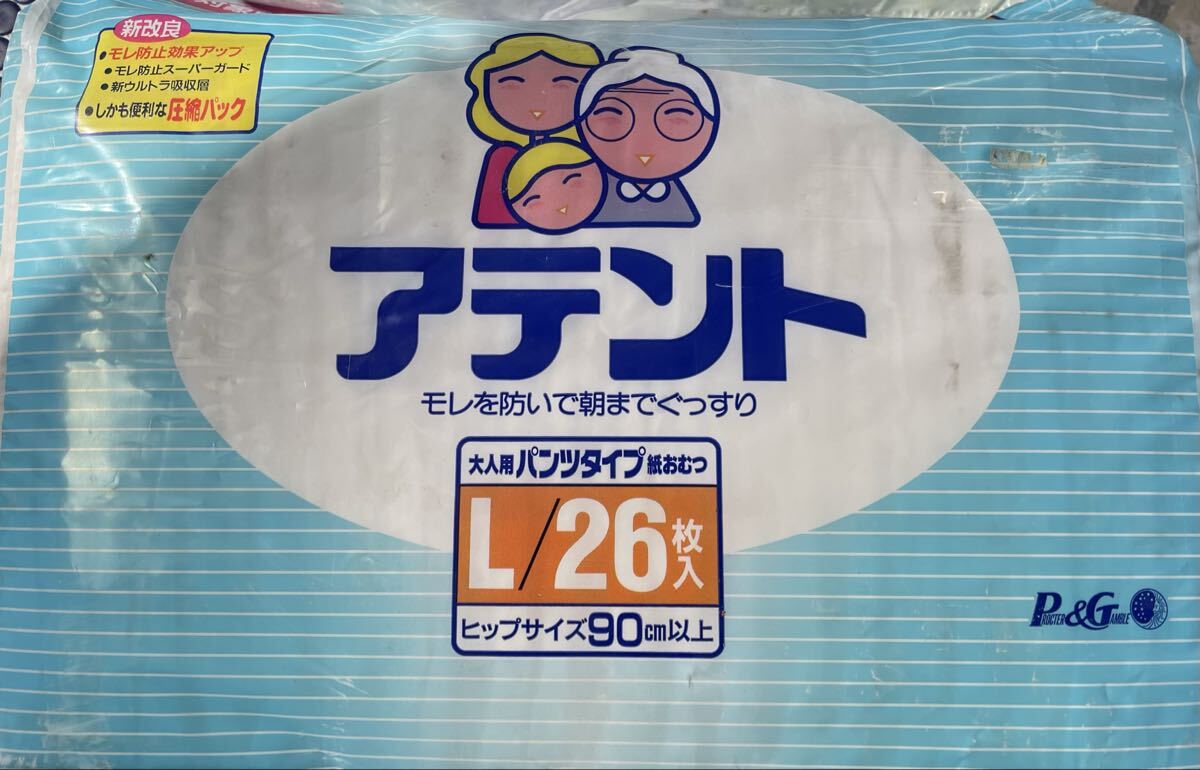 新改良
●モレ防止効果アップ
●モレ防止スーパーガード
●新ウルトラ吸収層
●しかも便利な圧縮パック
アテント
モレを防いで朝までぐっすり
大人用パンツタイプ紙おむつ
L/26枚入
ヒップサイズ90cm以上
PROCTER&GAMBLE